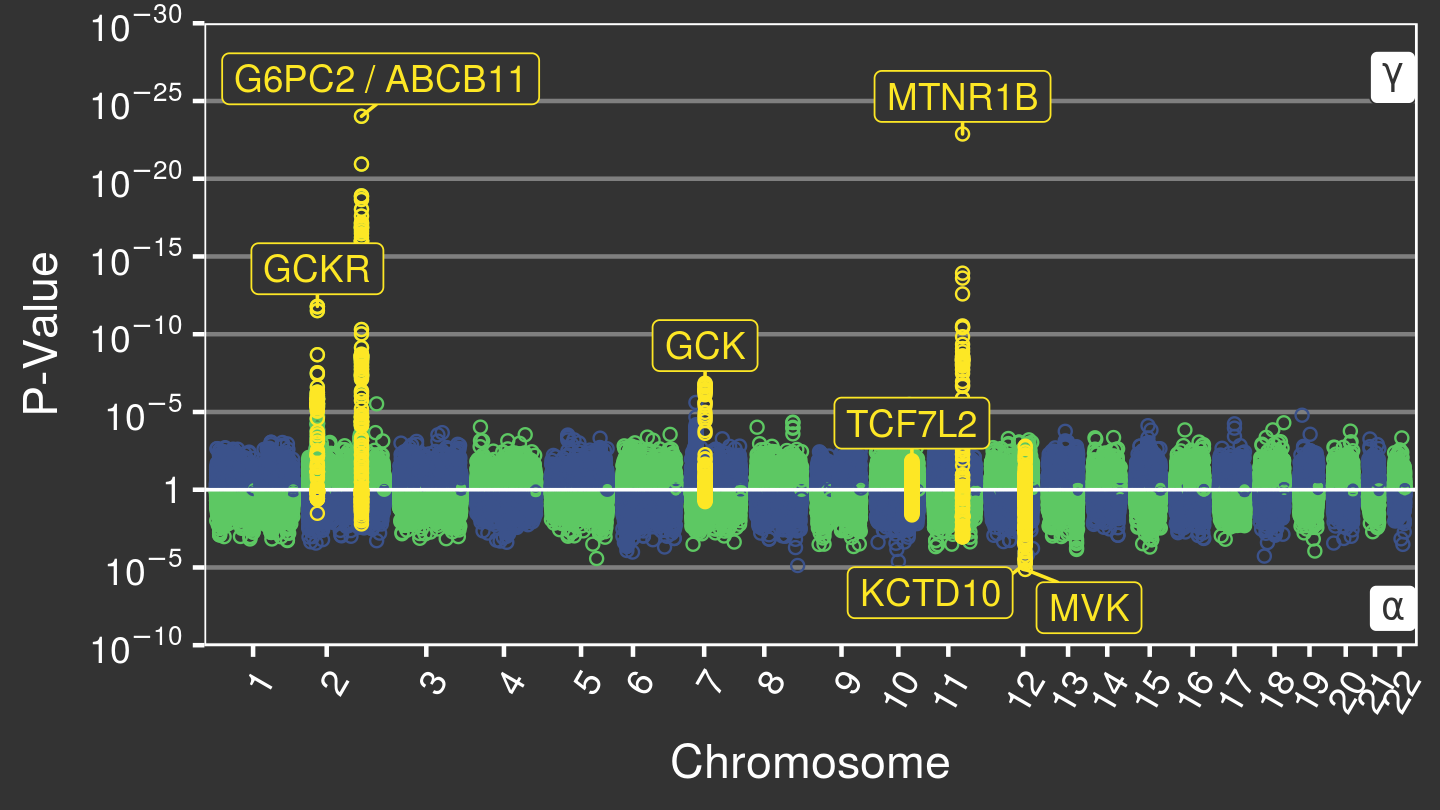 10⁻³⁰
G6PC2 / ABCB11
γ
10⁻²⁵
MTNR1B
10⁻²⁰
10⁻¹⁵
GCKR
10⁻¹⁰
GCK
10⁻⁵
TCF7L2
1
10⁻⁵
KCTD10
MVK
α
10⁻¹⁰
P-Value
1 2 3 4 5 6 7 8 9 10 11 12 13 14 15 16 17 18 19 20 21 22
Chromosome